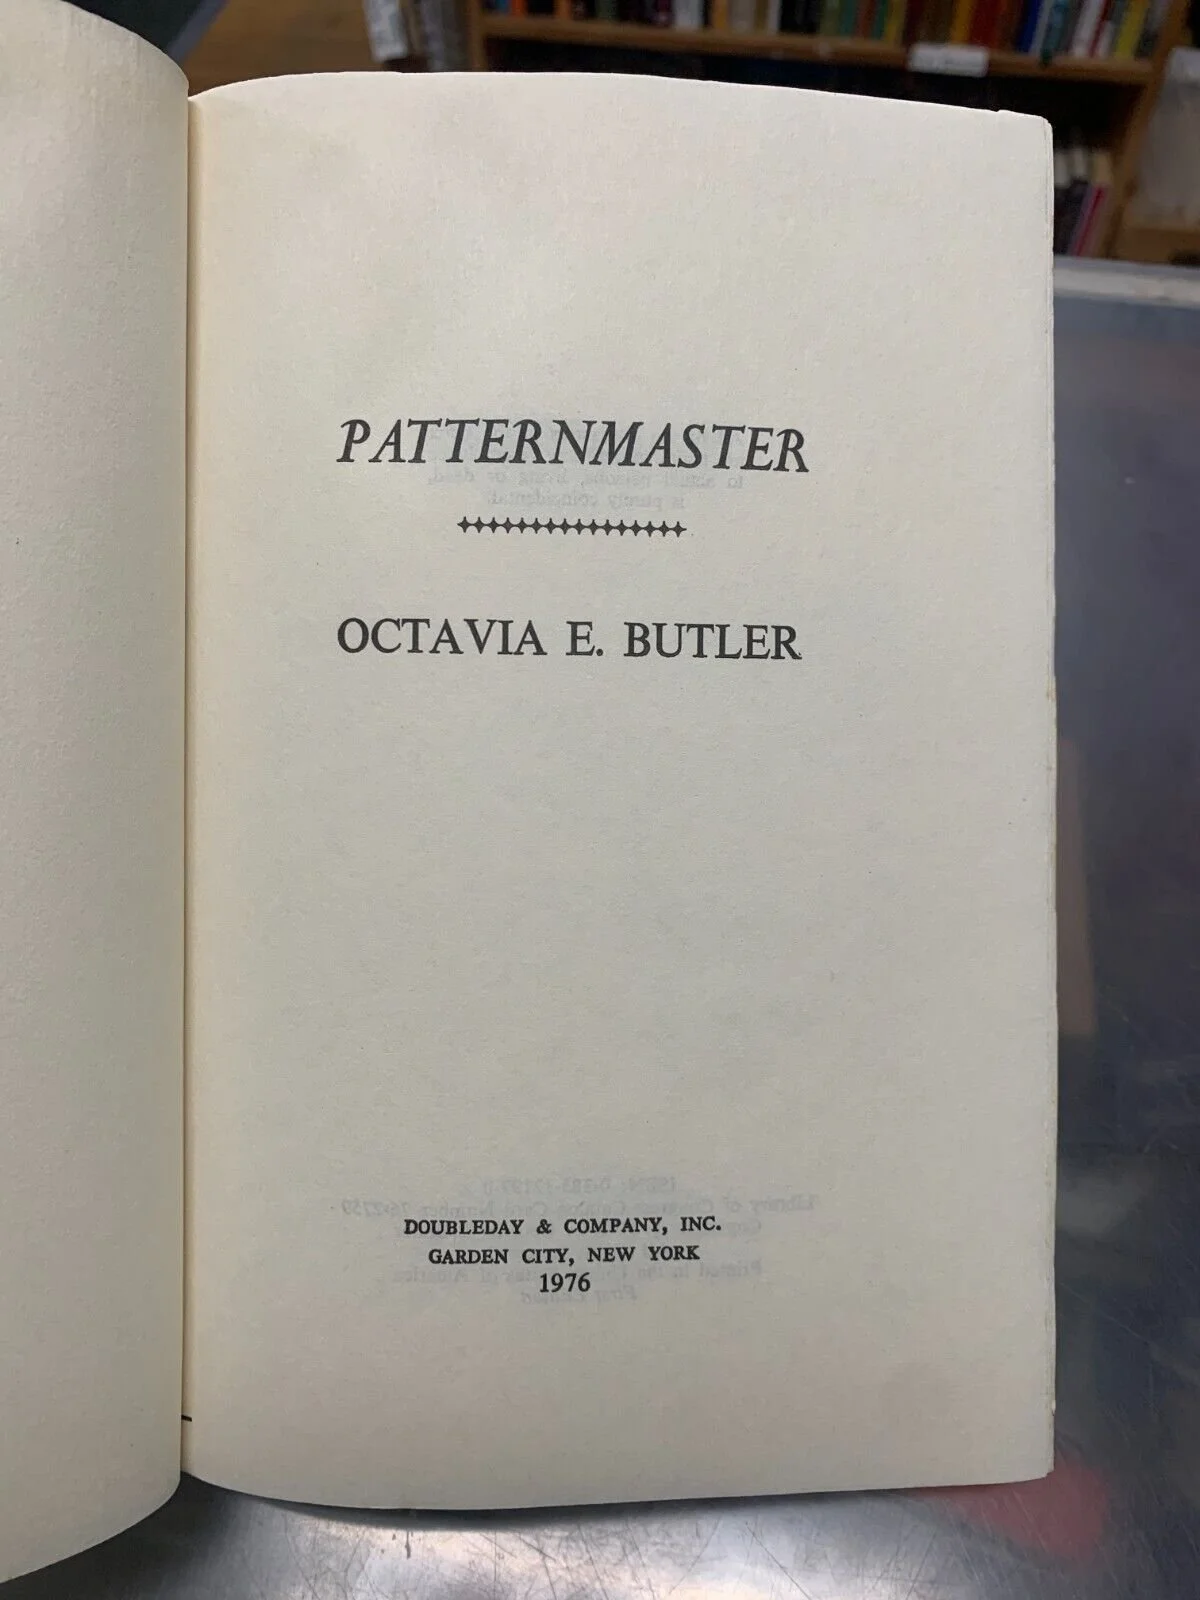 PATTERNMASTER
OCTAVIA E. BUTLER
DOUBLEDAY & COMPANY, INC.
GARDEN CITY, NEW YORK
1976